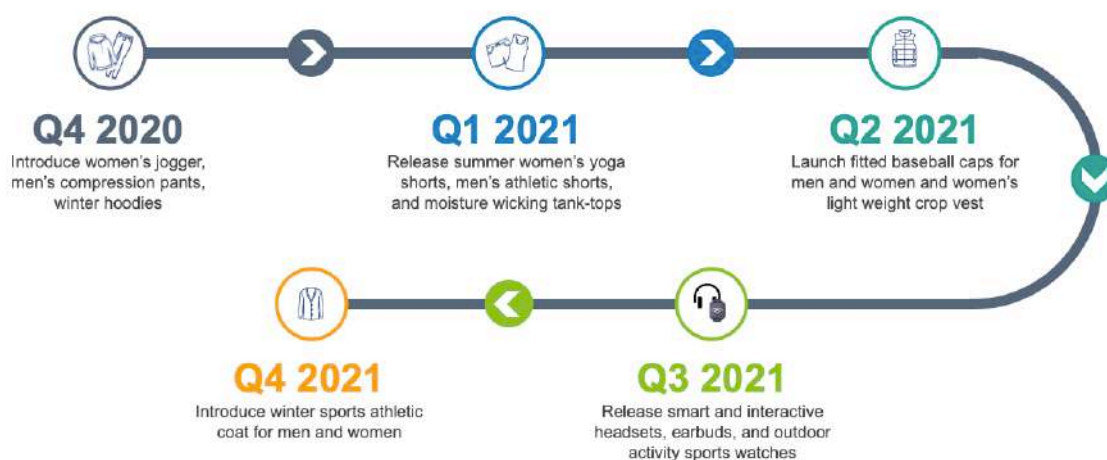 Q4 2020
Introduce women's jogger,
men's compression pants,
winter hoodies
Q1 2021
Release summer women's yoga
shorts, men's athletic shorts,
and moisture wicking tank-tops
Q2 2021
Launch fitted baseball caps for
men and women and women's
light weight crop vest
Q3 2021
Release smart and interactive
headsets, earbuds, and outdoor
activity sports watches
Q4 2021
Introduce winter sports athletic
coat for men and women